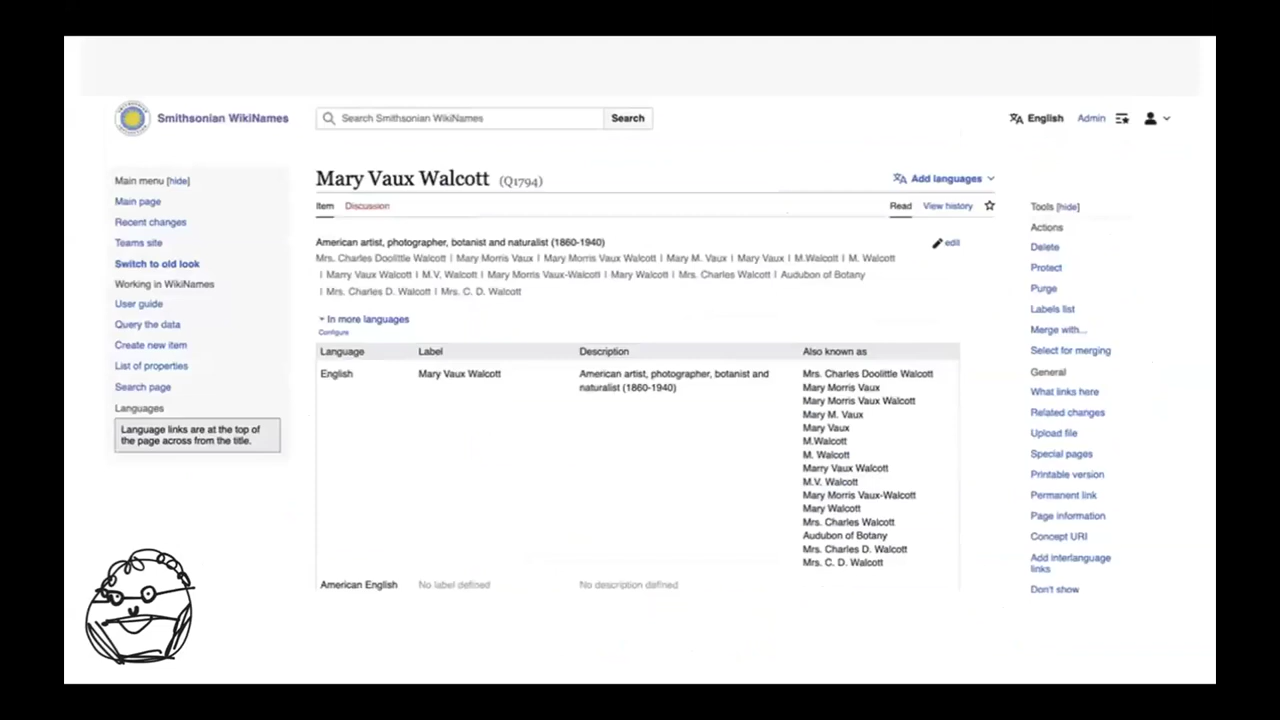 Smithsonian WikiNames
Search Smithsonian WikiNames
Search
English
Admin
Main menu [hide]
Main page
Recent changes
Teams site
Switch to old look
Working in WikiNames
User guide
Query the data
Create new item
List of properties
Search page
Languages
Language links are at the top of
the page across from the title.
Mary Vaux Walcott (Q1794)
Add languages
Item Discussion
Read View history
American artist, photographer, botanist and naturalist (1860-1940)
edit
Mrs. Charles Doolittle Walcott | Mary Morris Vaux | Mary Morris Vaux Walcott | Mary M. Vaux | Mary Vaux | M.Walcott | M. Walcott
| Marry Vaux Walcott | M.V. Walcott | Mary Morris Vaux-Walcott | Mary Walcott | Mrs. Charles Walcott | Audubon of Botany
| Mrs. Charles D. Walcott | Mrs. C. D. Walcott
In more languages
Configure
Language Label Description Also known as
English Mary Vaux Walcott American artist, photographer, botanist and
naturalist (1860-1940)
Mrs. Charles Doolittle Walcott
Mary Morris Vaux
Mary Morris Vaux Walcott
Mary M. Vaux
Mary Vaux
M.Walcott
M. Walcott
Marry Vaux Walcott
M.V. Walcott
Mary Morris Vaux-Walcott
Mary Walcott
Mrs. Charles Walcott
Audubon of Botany
Mrs. Charles D. Walcott
Mrs. C. D. Walcott
American English No label defined No description defined
Tools [hide]
Actions
Delete
Protect
Purge
Labels list
Merge with...
Select for merging
General
What links here
Related changes
Upload file
Special pages
Printable version
Permanent link
Page information
Concept URI
Add interlanguage
links
Don't show